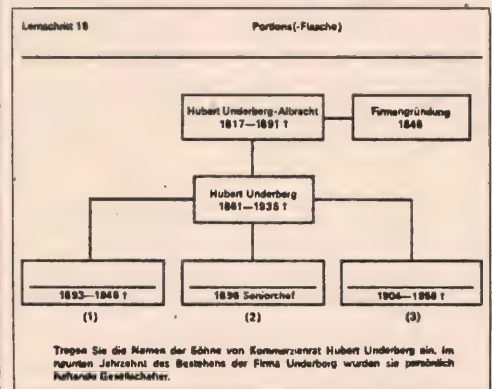 Lernschritt 18 Portions(-Flasche)
Hubert Underberg-Albrecht
1817—1891 †
Firmengründung
1846
Hubert Underberg
1861—1935 †
1893—1946 †
1896 Seniorchef
1904—1958 †
(1) (2) (3)
Tragen Sie die Namen der Söhne von Kommerzienrat Hubert Underberg ein. Im
neunten Jahrzehnt des Bestehens der Firma Underberg wurden sie persönlich
haftende Gesellschafter.